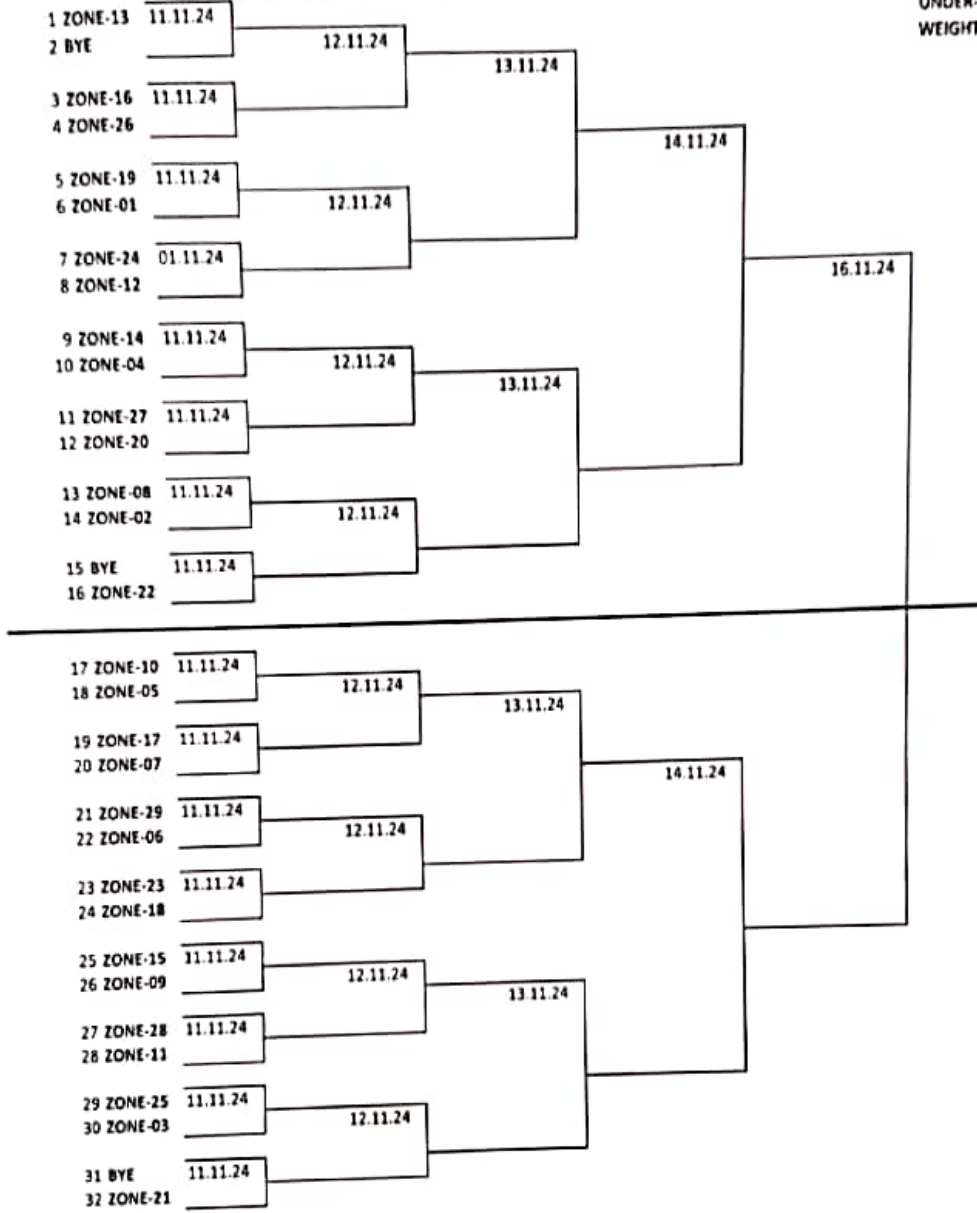 UNDER-
WEIGHT
1 ZONE-13 11.11.24
2 BYE
12.11.24
13.11.24
3 ZONE-16 11.11.24
4 ZONE-26
14.11.24
5 ZONE-19 11.11.24
6 ZONE-01
12.11.24
7 ZONE-24 01.11.24
8 ZONE-12
16.11.24
9 ZONE-14 11.11.24
10 ZONE-04
12.11.24
13.11.24
11 ZONE-27 11.11.24
12 ZONE-20
13 ZONE-08 11.11.24
14 ZONE-02
12.11.24
15 BYE 11.11.24
16 ZONE-22
17 ZONE-10 11.11.24
18 ZONE-05
12.11.24
13.11.24
19 ZONE-17 11.11.24
20 ZONE-07
14.11.24
21 ZONE-29 11.11.24
22 ZONE-06
12.11.24
23 ZONE-23 11.11.24
24 ZONE-18
25 ZONE-15 11.11.24
26 ZONE-09
12.11.24
13.11.24
27 ZONE-28 11.11.24
28 ZONE-11
29 ZONE-25 11.11.24
30 ZONE-03
12.11.24
31 BYE 11.11.24
32 ZONE-21